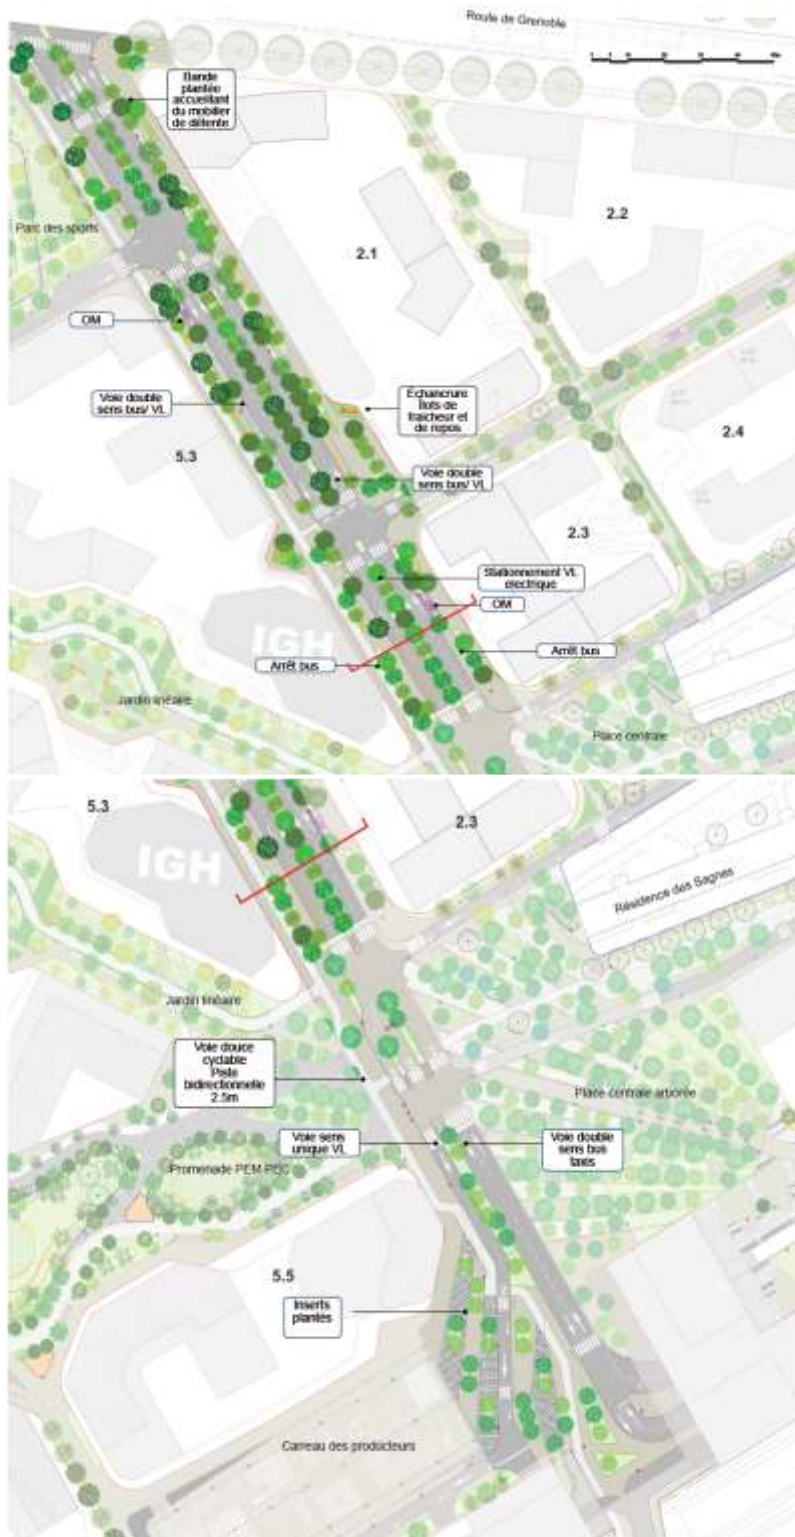 Route de Grenoble
Bande
plantée
accueillant
du mobilier
de détente
2.2
Parc des sports
2.1
OM
Voie double
sens bus/ VL
Echancrure
îlots de
fraicheur et
de repos
2.4
5.3
Voie double
sens bus/ VL
2.3
Stationnement VL
électrique
OM
IGH
Arrêt bus
Arrêt bus
Jardin linéaire
Place centrale
5.3
2.3
IGH
Résidence des Sagnes
Jardin linéaire
Voie douce
cyclable
Piste
bidirectionnelle
2.5m
Place centrale arborée
Voie sens
unique VL
Voie double
sens bus
taxis
Promenade PEM PEC
5.5
Inserts
plantés
Carreau des producteurs